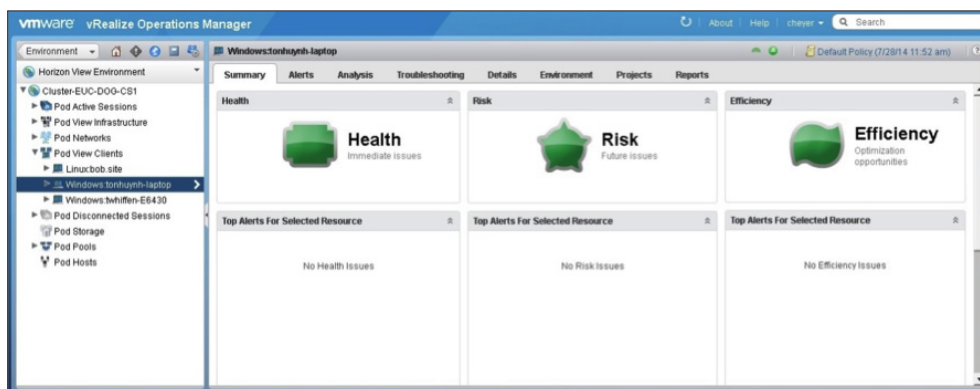 vmware vRealize Operations Manager
About Help cheyer Search
Environment
Windows:tonhuynh-laptop
Default Policy (7/28/14 11:52 am)
Horizon View Environment
Summary Alerts Analysis Troubleshooting Details Environment Projects Reports
Cluster-EUC-DOG-CS1
Pod Active Sessions
Pod View Infrastructure
Pod Networks
Pod View Clients
Linux:bob.site
Windows:tonhuynh-laptop
Windows:twhiffen-E6430
Pod Disconnected Sessions
Pod Storage
Pod Pools
Pod Hosts
Health
Health
Immediate issues
Risk
Risk
Future issues
Efficiency
Efficiency
Optimization
opportunities
Top Alerts For Selected Resource
No Health Issues
Top Alerts For Selected Resource
No Risk Issues
Top Alerts For Selected Resource
No Efficiency Issues